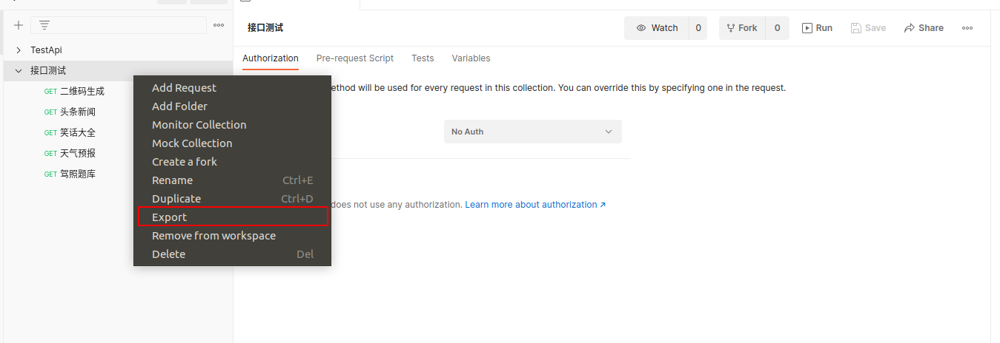 TestApi
接口测试
GET 二维码生成
GET 头条新闻
GET 笑话大全
GET 天气预报
GET 驾照题库
Add Request
Add Folder
Monitor Collection
Mock Collection
Create a fork
Rename Ctrl+E
Duplicate Ctrl+D
Export
Remove from workspace
Delete Del
接口测试
Watch 0
Fork 0
Run
Save
Share
Authorization Pre-request Script Tests Variables
will be used for every request in this collection. You can override this by specifying one in the request.
No Auth
does not use any authorization. Learn more about authorization ↗